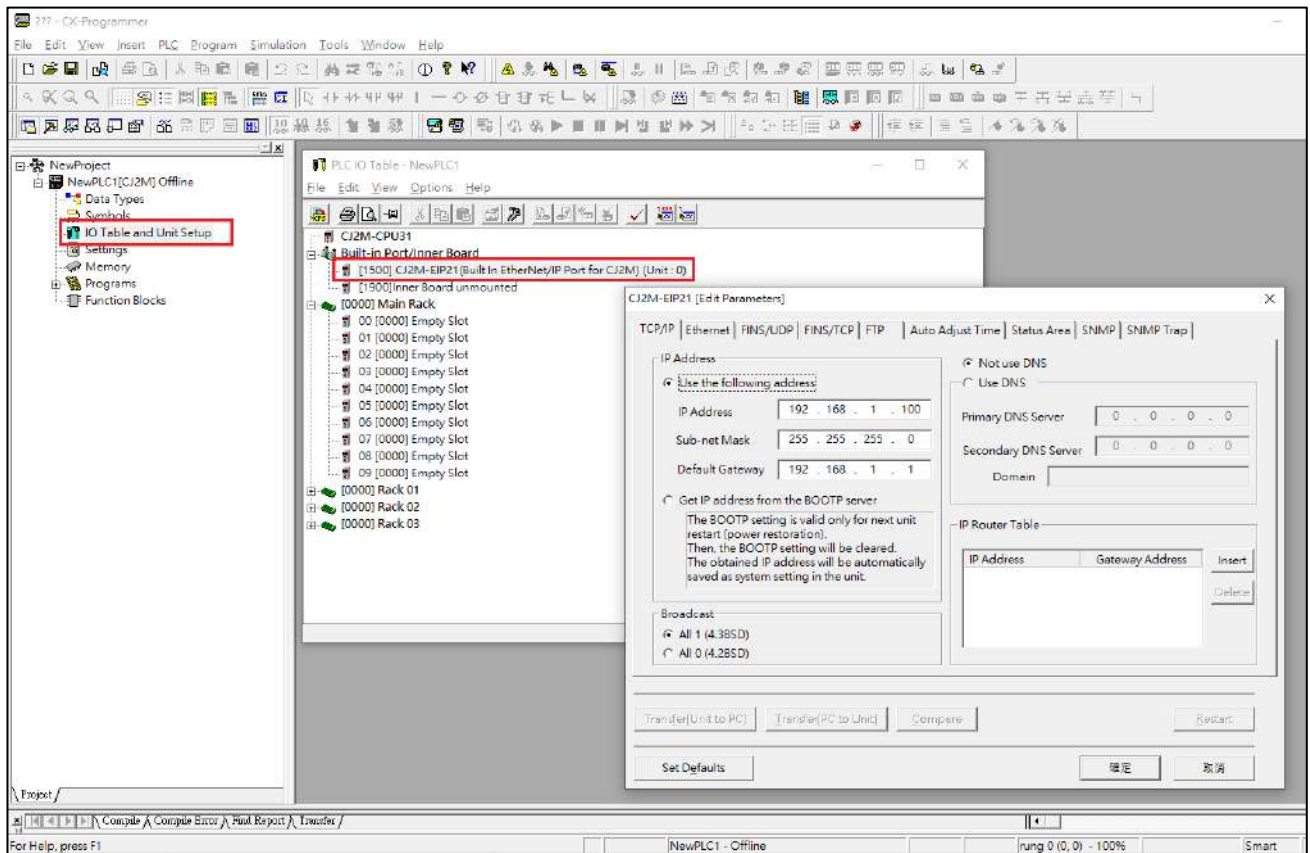 ??? - CX-Programmer
File Edit View Insert PLC Program Simulation Tools Window Help
NewProject
NewPLC1[CJ2M] Offline
Data Types
Symbols
IO Table and Unit Setup
Settings
Memory
Programs
Function Blocks
Project
PLC IO Table - NewPLC1
File Edit View Options Help
CJ2M-CPU31
Built-in Port/Inner Board
[1500] CJ2M-EIP21(Built In EtherNet/IP Port for CJ2M) (Unit : 0)
[1900]Inner Board unmounted
[0000] Main Rack
00 [0000] Empty Slot
01 [0000] Empty Slot
02 [0000] Empty Slot
03 [0000] Empty Slot
04 [0000] Empty Slot
05 [0000] Empty Slot
06 [0000] Empty Slot
07 [0000] Empty Slot
08 [0000] Empty Slot
09 [0000] Empty Slot
[0000] Rack 01
[0000] Rack 02
[0000] Rack 03
CJ2M-EIP21 [Edit Parameters]
TCP/IP Ethernet FINS/UDP FINS/TCP FTP Auto Adjust Time Status Area SNMP SNMP Trap
IP Address
Use the following address
IP Address 192 . 168 . 1 . 100
Sub-net Mask 255 . 255 . 255 . 0
Default Gateway 192 . 168 . 1 . 1
Get IP address from the BOOTP server
The BOOTP setting is valid only for next unit
restart (power restoration).
Then, the BOOTP setting will be cleared.
The obtained IP address will be automatically
saved as system setting in the unit.
Broadcast
All 1 (4.3BSD)
All 0 (4.2BSD)
Not use DNS
Use DNS
Primary DNS Server 0 . 0 . 0 . 0
Secondary DNS Server 0 . 0 . 0 . 0
Domain
IP Router Table
IP Address Gateway Address
Insert
Delete
Transfer[Unit to PC] Transfer[PC to Unit] Compare Restart
Set Defaults 確定 取消
Compile Compile Error Find Report Transfer
For Help, press F1 NewPLC1 - Offline rung 0 (0, 0) - 100% Smart